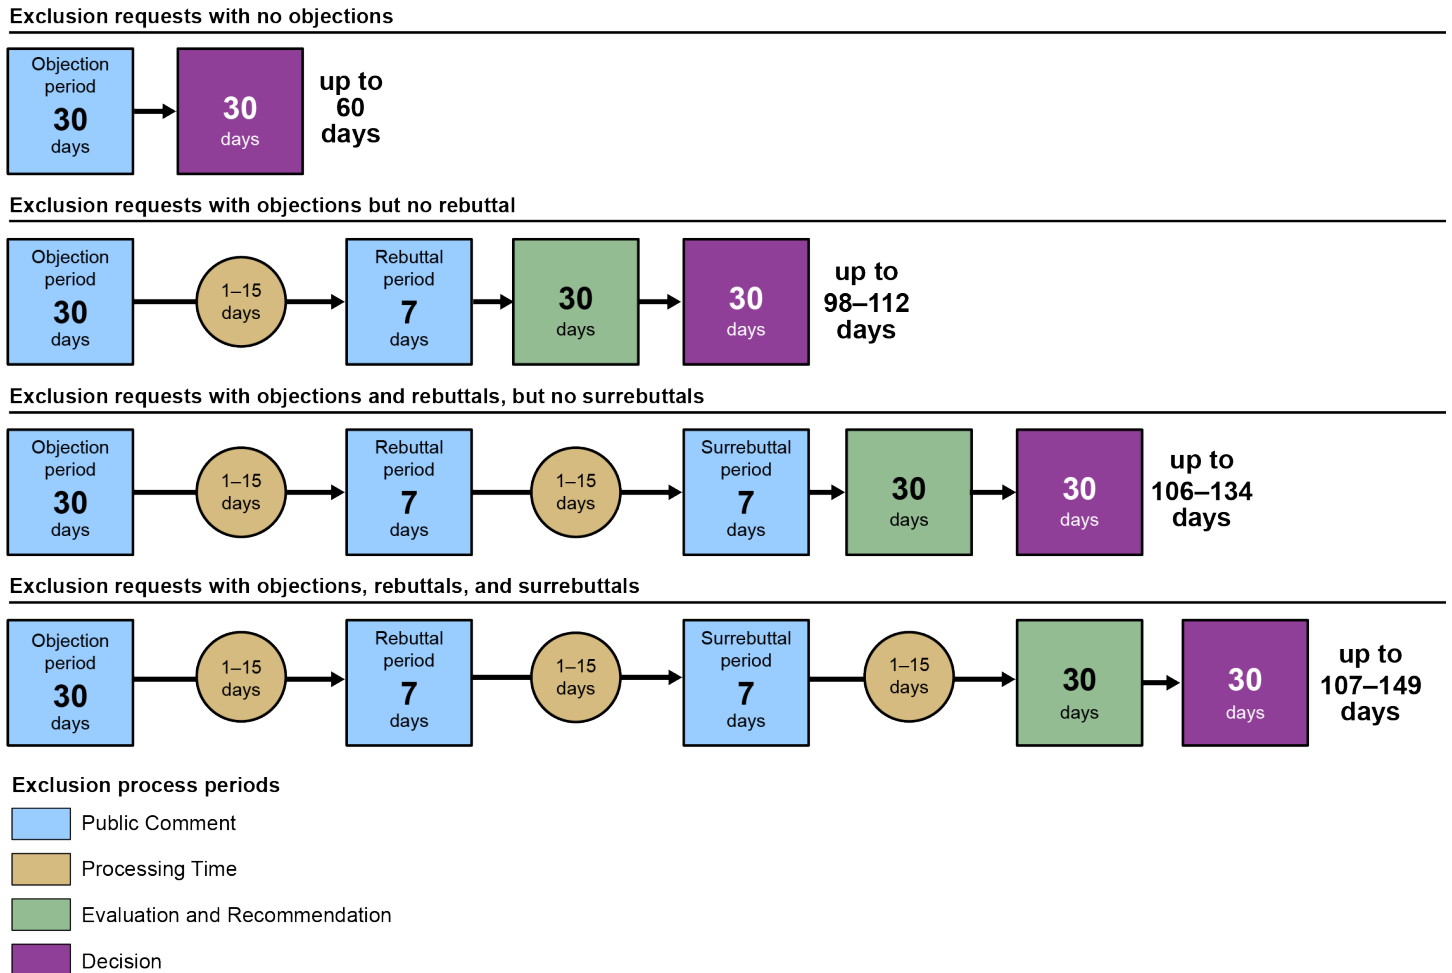 Exclusion requests with no objections
Objection
period
30
days
30
days
up to
60
days
Exclusion requests with objections but no rebuttal
Objection
period
30
days
1–15
days
Rebuttal
period
7
days
30
days
30
days
up to
98–112
days
Exclusion requests with objections and rebuttals, but no surrebuttals
Objection
period
30
days
1–15
days
Rebuttal
period
7
days
1–15
days
Surrebuttal
period
7
days
30
days
30
days
up to
106–134
days
Exclusion requests with objections, rebuttals, and surrebuttals
Objection
period
30
days
1–15
days
Rebuttal
period
7
days
1–15
days
Surrebuttal
period
7
days
1–15
days
30
days
30
days
up to
107–149
days
Exclusion process periods
Public Comment
Processing Time
Evaluation and Recommendation
Decision